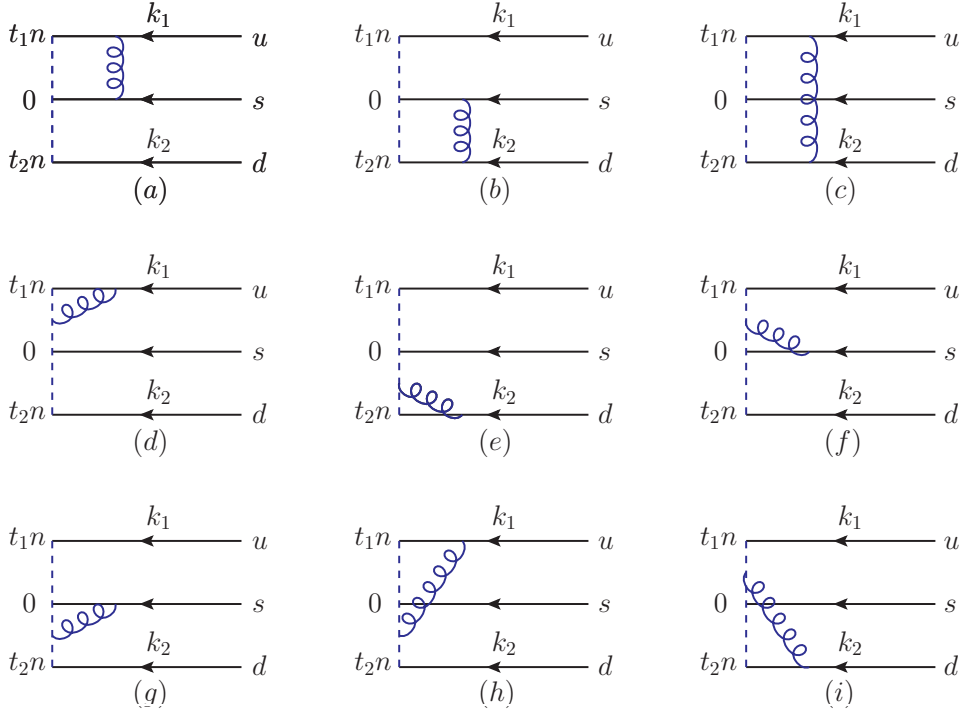 t₁n k₁ u t₁n k₁ u t₁n k₁ u
0 s 0 s 0 s
t₂n k₂ d t₂n k₂ d t₂n k₂ d
(a) (b) (c)
t₁n k₁ u t₁n k₁ u t₁n k₁ u
0 s 0 s 0 s
t₂n k₂ d t₂n k₂ d t₂n k₂ d
(d) (e) (f)
t₁n k₁ u t₁n k₁ u t₁n k₁ u
0 s 0 s 0 s
t₂n k₂ d t₂n k₂ d t₂n k₂ d
(g) (h) (i)